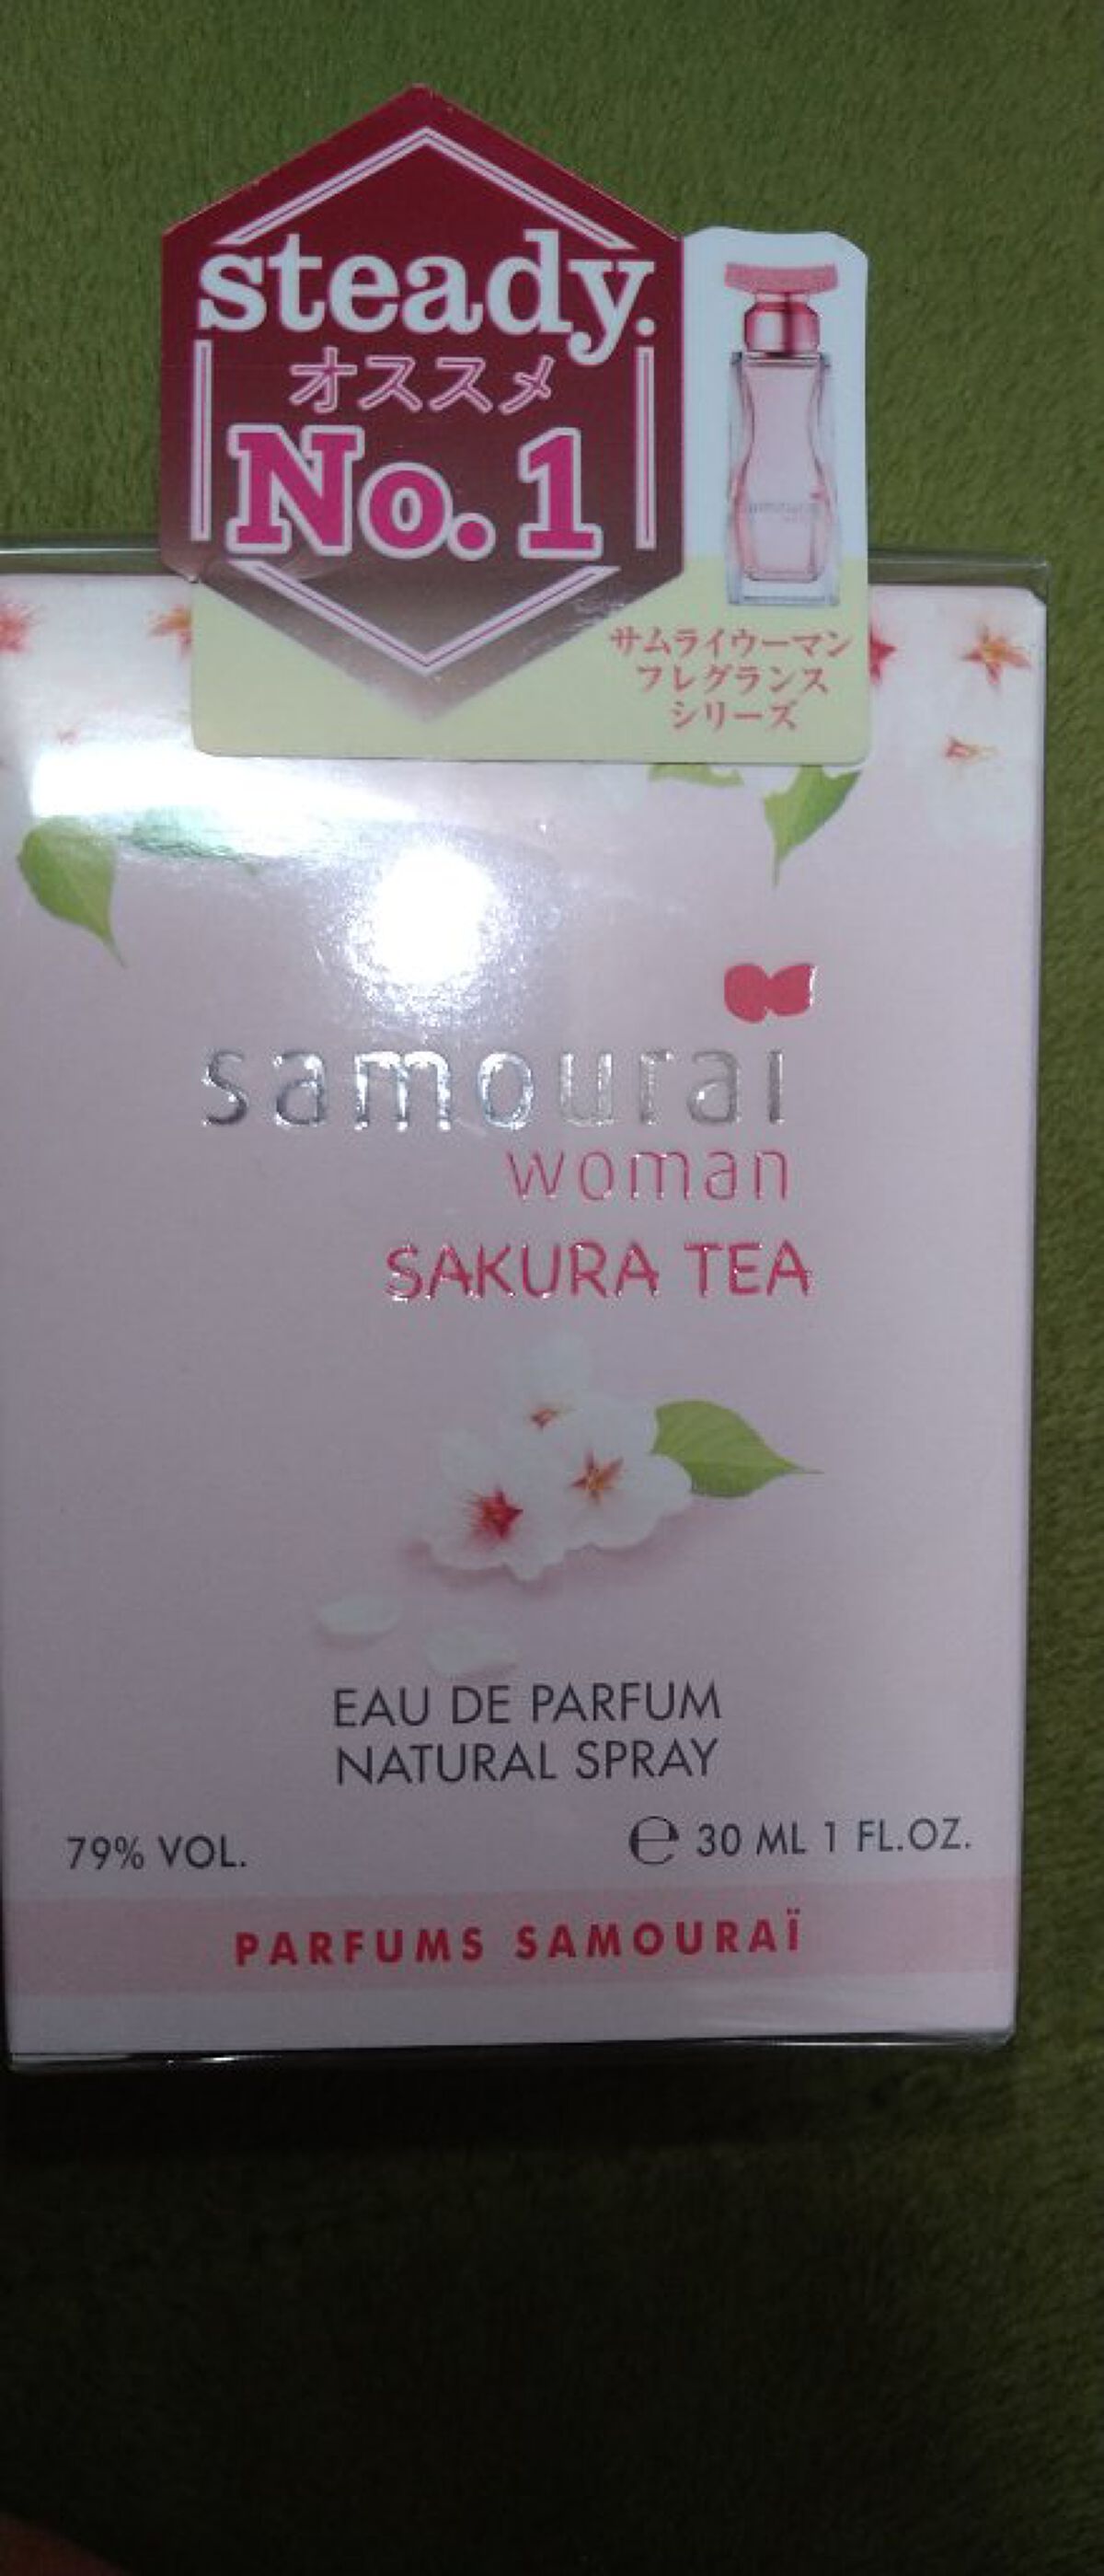 steady.
オススメ
No.1
サムライウーマン
フレグランス
シリーズ
samourai
woman
SAKURA TEA
EAU DE PARFUM
NATURAL SPRAY
79% VOL.
℮ 30 ML 1 FL.OZ.
PARFUMS SAMOURAÏ